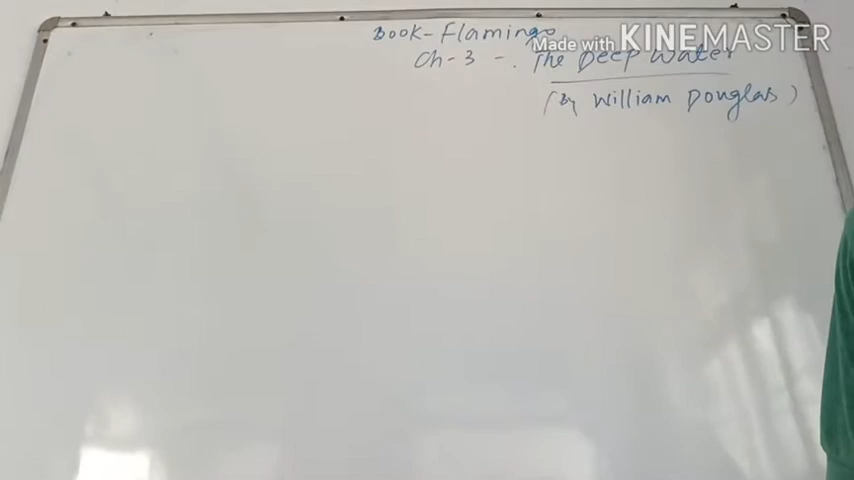 Book-Flamingo
Made with KINEMASTER
Ch-3 - . The Deep Water
(By William Douglas)